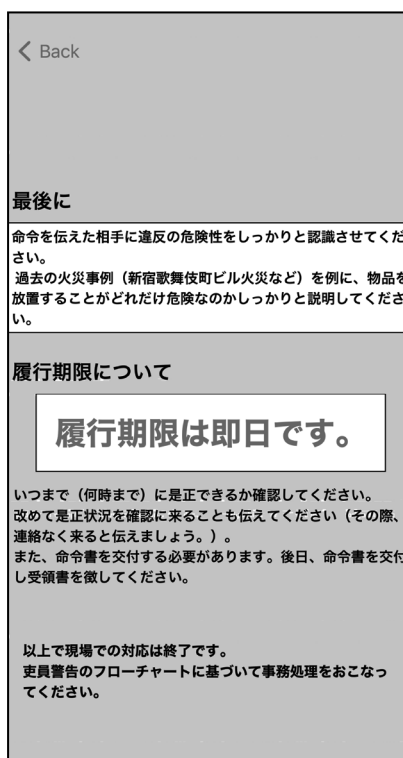 Back
最後に
命令を伝えた相手に違反の危険性をしっかりと認識させてくだ
さい。
過去の火災事例（新宿歌舞伎町ビル火災など）を例に、物品を
放置することがどれだけ危険なのかしっかりと説明してくださ
い。
履行期限について
履行期限は即日です。
いつまで（何時まで）に是正できるか確認してください。
改めて是正状況を確認に来ることも伝えてください（その際、
連絡なく来ると伝えましょう。）。
また、命令書を交付する必要があります。後日、命令書を交付
し受領書を徴してください。
以上で現場での対応は終了です。
吏員警告のフローチャートに基づいて事務処理をおこなっ
てください。